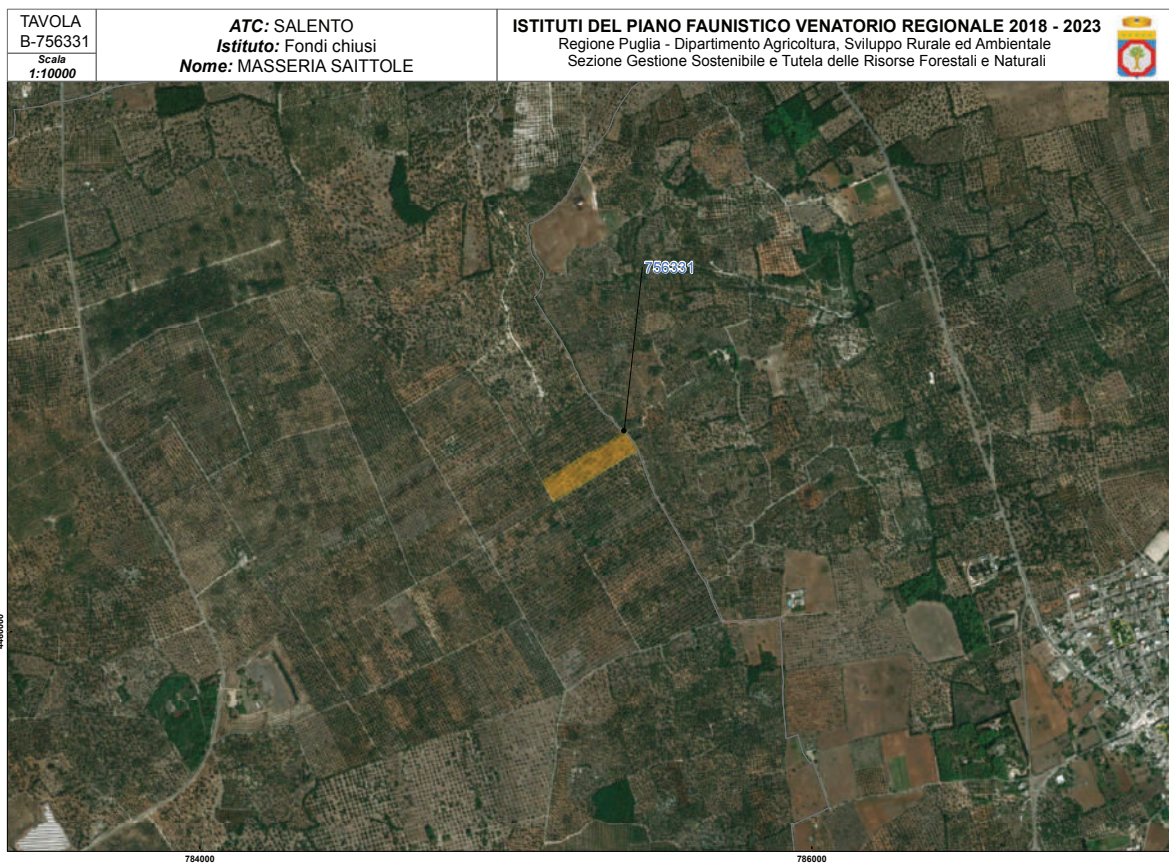 TAVOLA
B-756331
Scala
1:10000
ATC: SALENTO
Istituto: Fondi chiusi
Nome: MASSERIA SAITTOLE
ISTITUTI DEL PIANO FAUNISTICO VENATORIO REGIONALE 2018 - 2023
Regione Puglia - Dipartimento Agricoltura, Sviluppo Rurale ed Ambientale
Sezione Gestione Sostenibile e Tutela delle Risorse Forestali e Naturali
756331
784000
786000